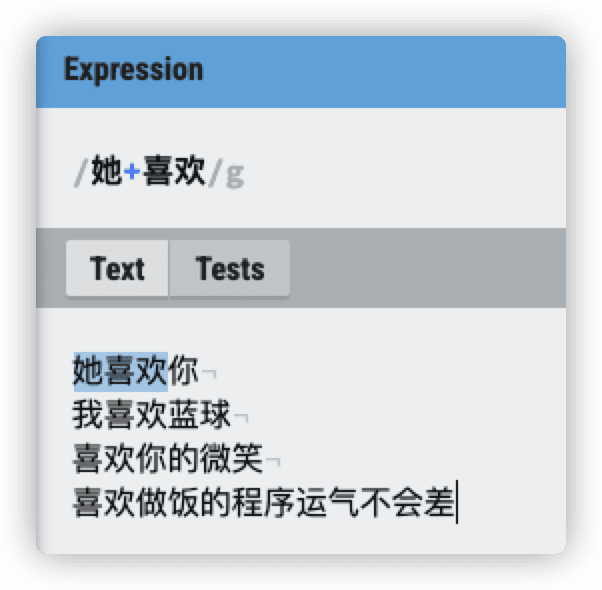 Expression
/她+喜欢/g
Text Tests
她喜欢你¬
我喜欢蓝球¬
喜欢你的微笑¬
喜欢做饭的程序运气不会差